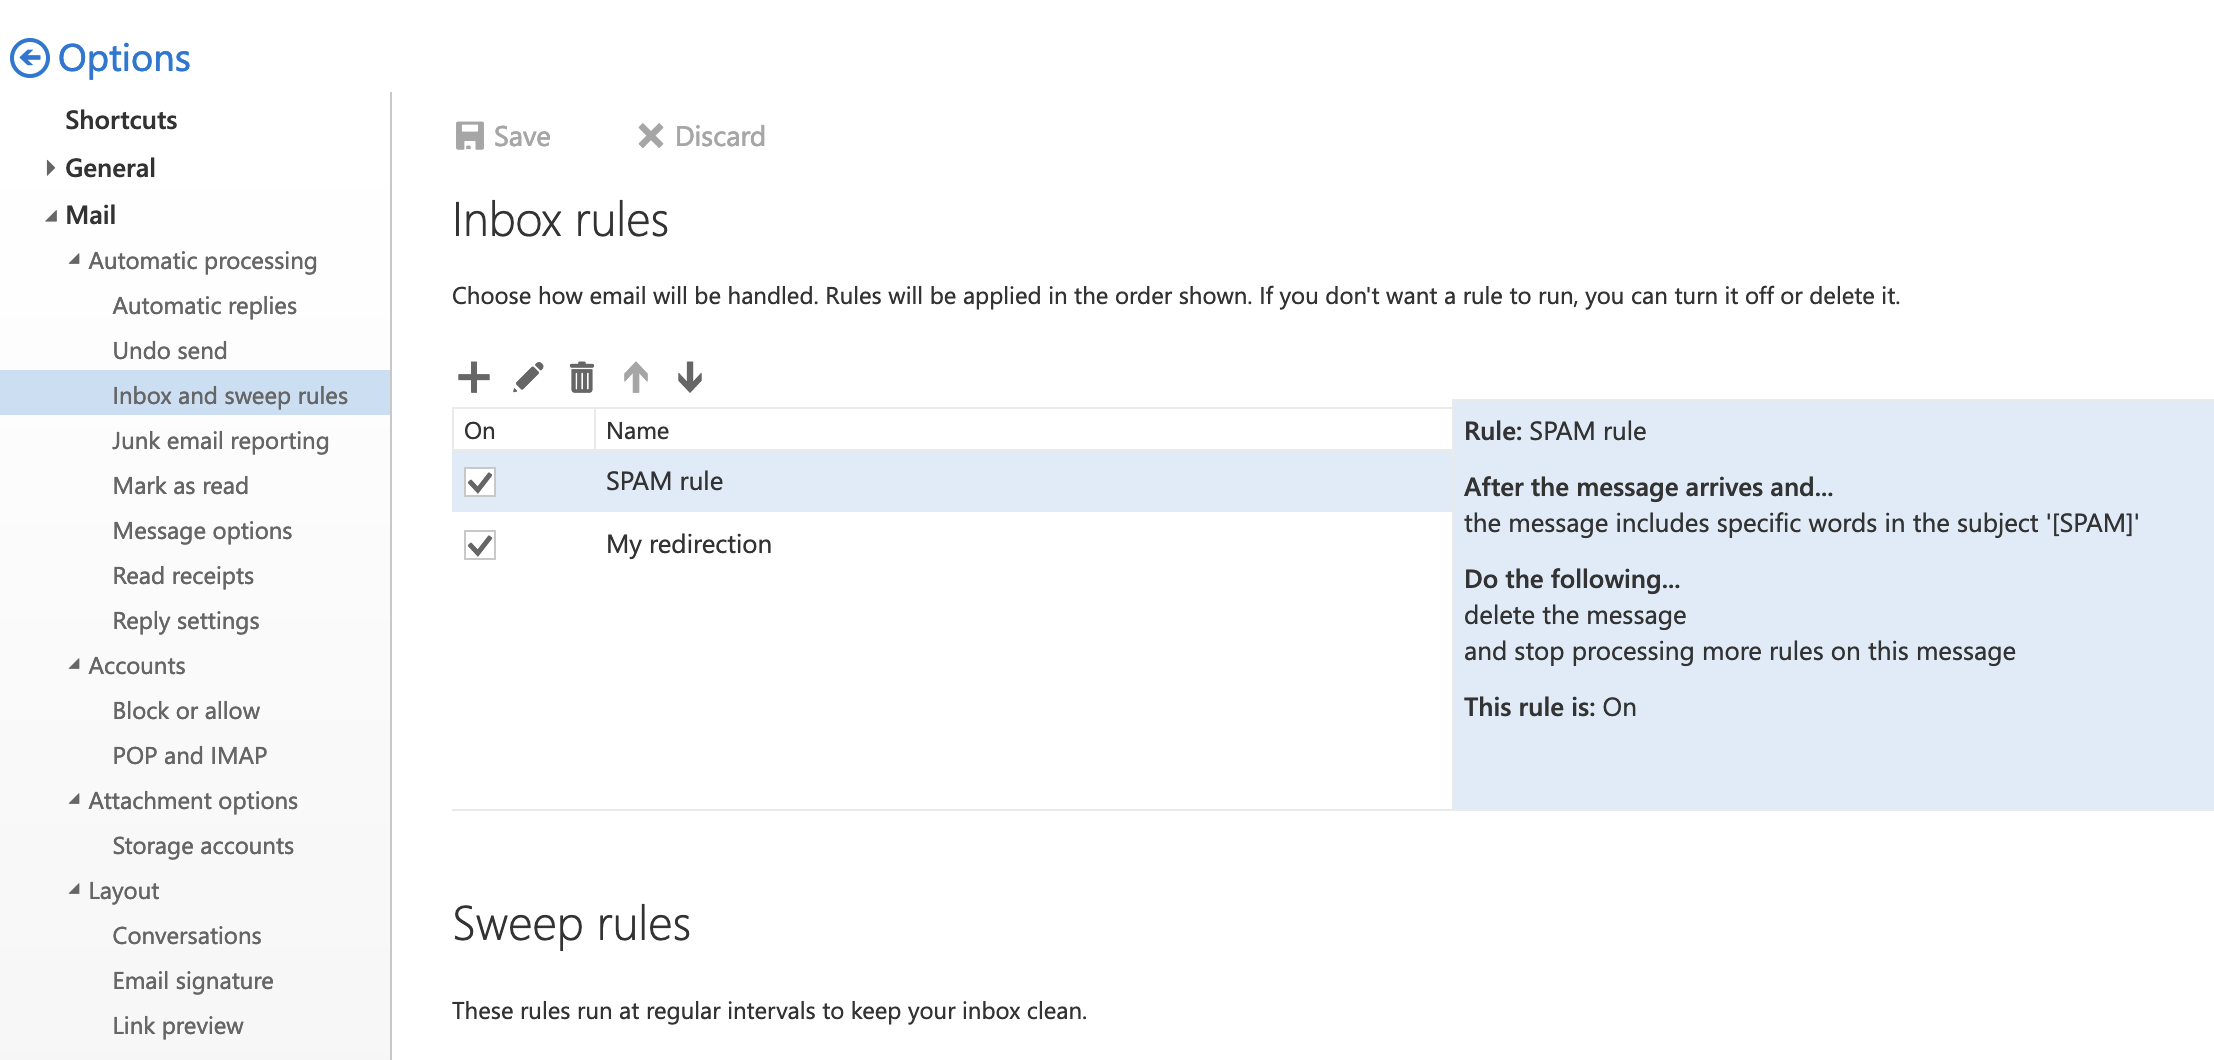 Options
Shortcuts
General
Mail
Automatic processing
Automatic replies
Undo send
Inbox and sweep rules
Junk email reporting
Mark as read
Message options
Read receipts
Reply settings
Accounts
Block or allow
POP and IMAP
Attachment options
Storage accounts
Layout
Conversations
Email signature
Link preview
Save Discard
Inbox rules
Choose how email will be handled. Rules will be applied in the order shown. If you don't want a rule to run, you can turn it off or delete it.
On Name
SPAM rule
My redirection
Rule: SPAM rule
After the message arrives and...
the message includes specific words in the subject '[SPAM]'
Do the following...
delete the message
and stop processing more rules on this message
This rule is: On
Sweep rules
These rules run at regular intervals to keep your inbox clean.